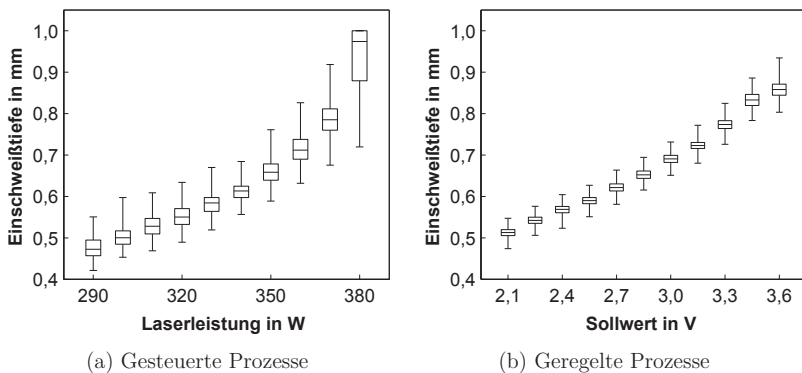 Einschweißtiefe in mm
1,0
0,9
0,8
0,7
0,6
0,5
0,4
290 320 350 380
Laserleistung in W
(a) Gesteuerte Prozesse
Einschweißtiefe in mm
1,0
0,9
0,8
0,7
0,6
0,5
0,4
2,1 2,4 2,7 3,0 3,3 3,6
Sollwert in V
(b) Geregelte Prozesse